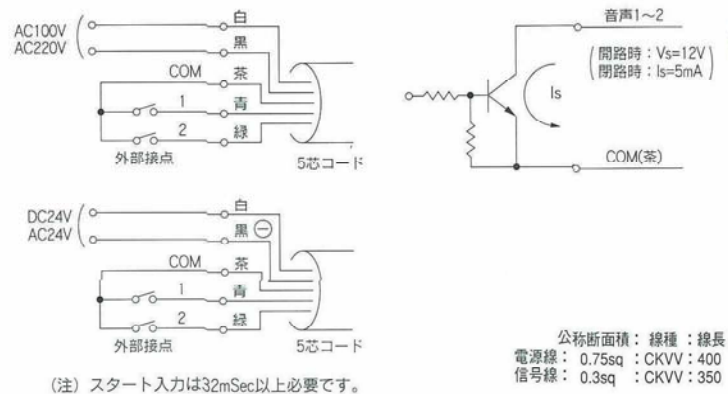 AC100V
AC220V
白
黒
COM 茶
1 青
2 緑
外部接点
5芯コード
音声1~2
(開路時:Vs=12V
閉路時:Is=5mA)
Is
COM(茶)
DC24V
AC24V
白
黒 ⊖
COM 茶
1 青
2 緑
外部接点
5芯コード
(注) スタート入力は32mSec以上必要です。
公称断面積:線種:線長
電源線:0.75sq :CKVV:400
信号線:0.3sq :CKVV:350